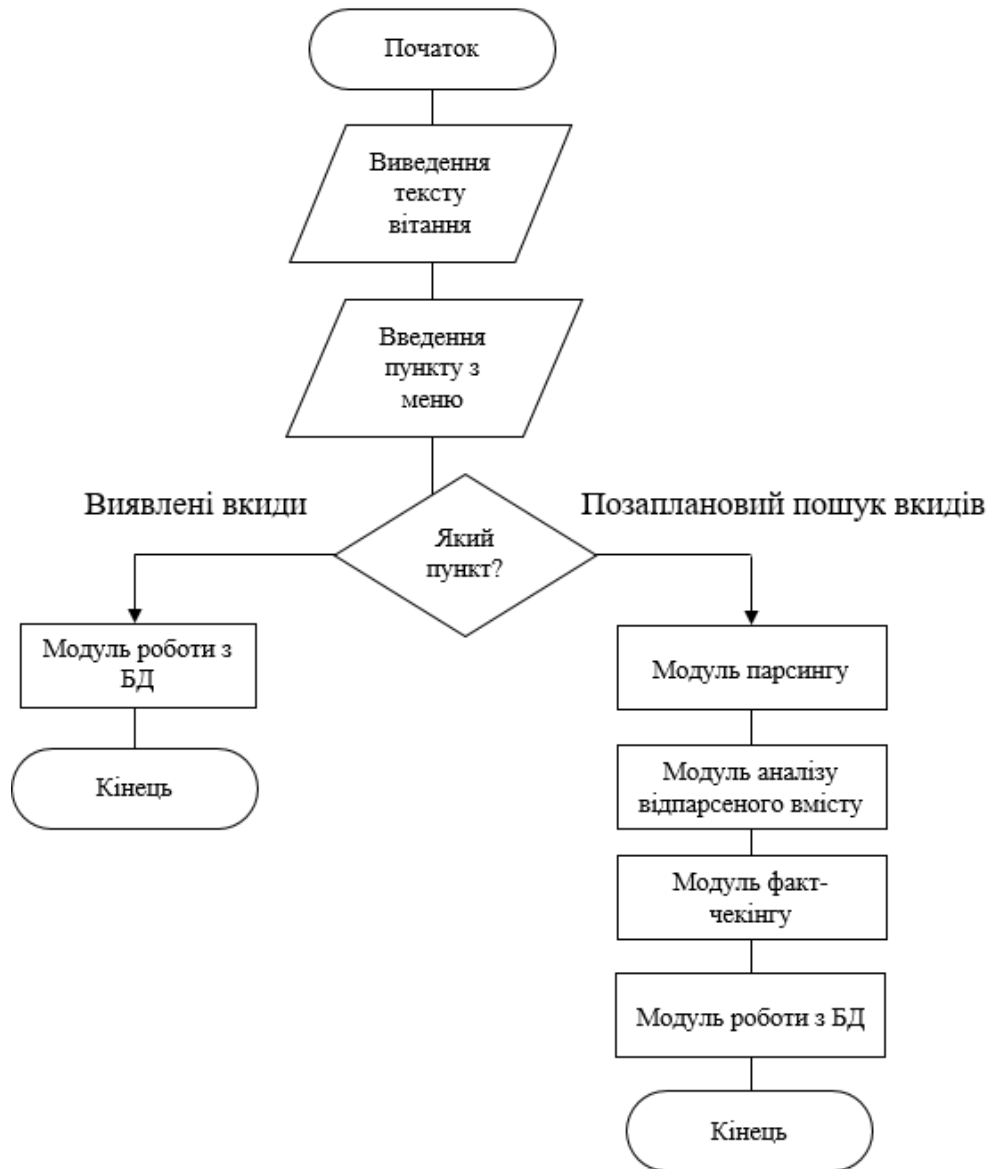 Початок
Виведення
тексту
вітання
Введення
пункту з
меню
Виявлені вкиди
Позаплановий пошук вкидів
Який
пункт?
Модуль роботи з
БД
Кінець
Модуль парсингу
Модуль аналізу
відпарсеного вмісту
Модуль факт-
чекінгу
Модуль роботи з БД
Кінець